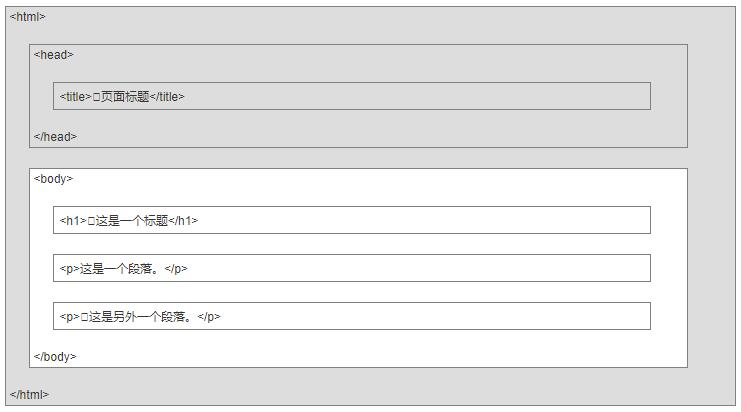 <html>
<head>
<title>页面标题</title>
</head>
<body>
<h1>这是一个标题</h1>
<p>这是一个段落。</p>
<p>这是另外一个段落。</p>
</body>
</html>